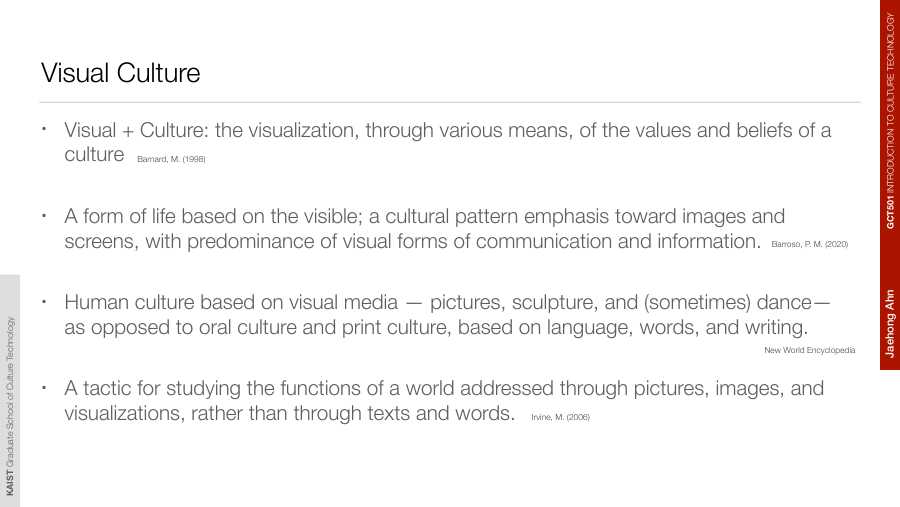 Visual Culture
• Visual + Culture: the visualization, through various means, of the values and beliefs of a
culture Barnard, M. (1998)
• A form of life based on the visible; a cultural pattern emphasis toward images and
screens, with predominance of visual forms of communication and information. Barroso, P. M. (2020)
• Human culture based on visual media — pictures, sculpture, and (sometimes) dance—
as opposed to oral culture and print culture, based on language, words, and writing.
New World Encyclopedia
• A tactic for studying the functions of a world addressed through pictures, images, and
visualizations, rather than through texts and words. Irvine, M. (2006)
GCT501 INTRODUCTION TO CULTURE TECHNOLOGY
Jaehong Ahn
KAIST Graduate School of Culture Technology